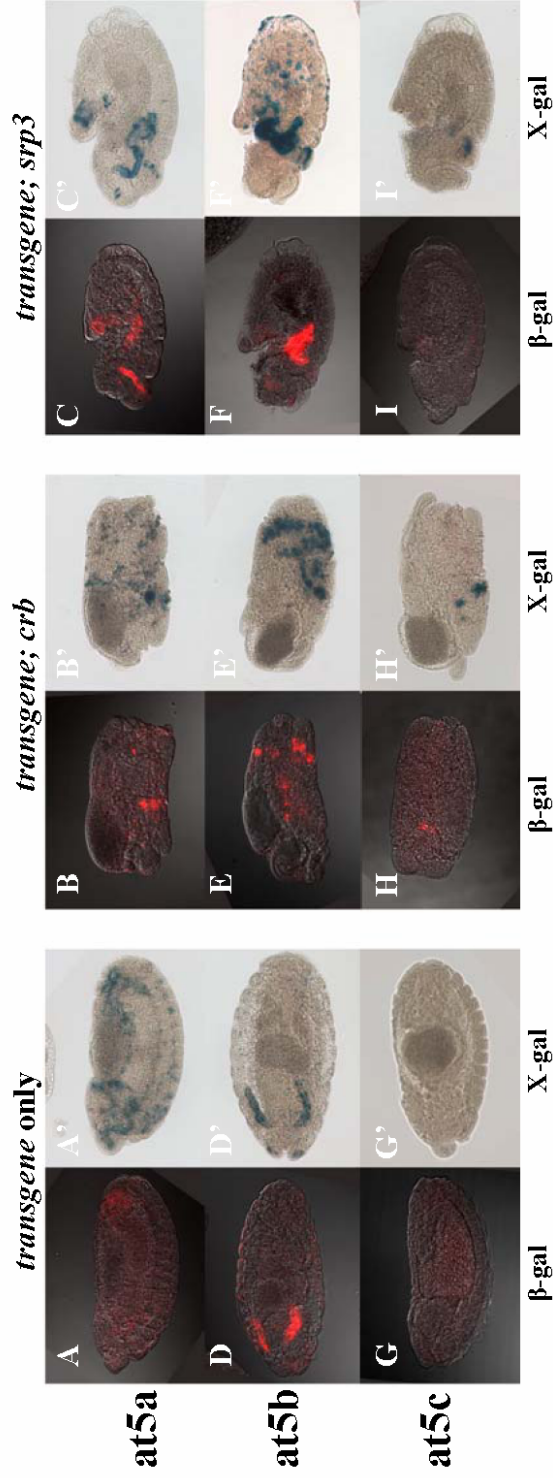 transgene only
transgene; crb
transgene; srp3
at5a
A
A’
B
B’
C
C’
at5b
D
D’
E
E’
F
F’
at5c
G
G’
H
H’
I
I’
β-gal
X-gal
β-gal
X-gal
β-gal
X-gal